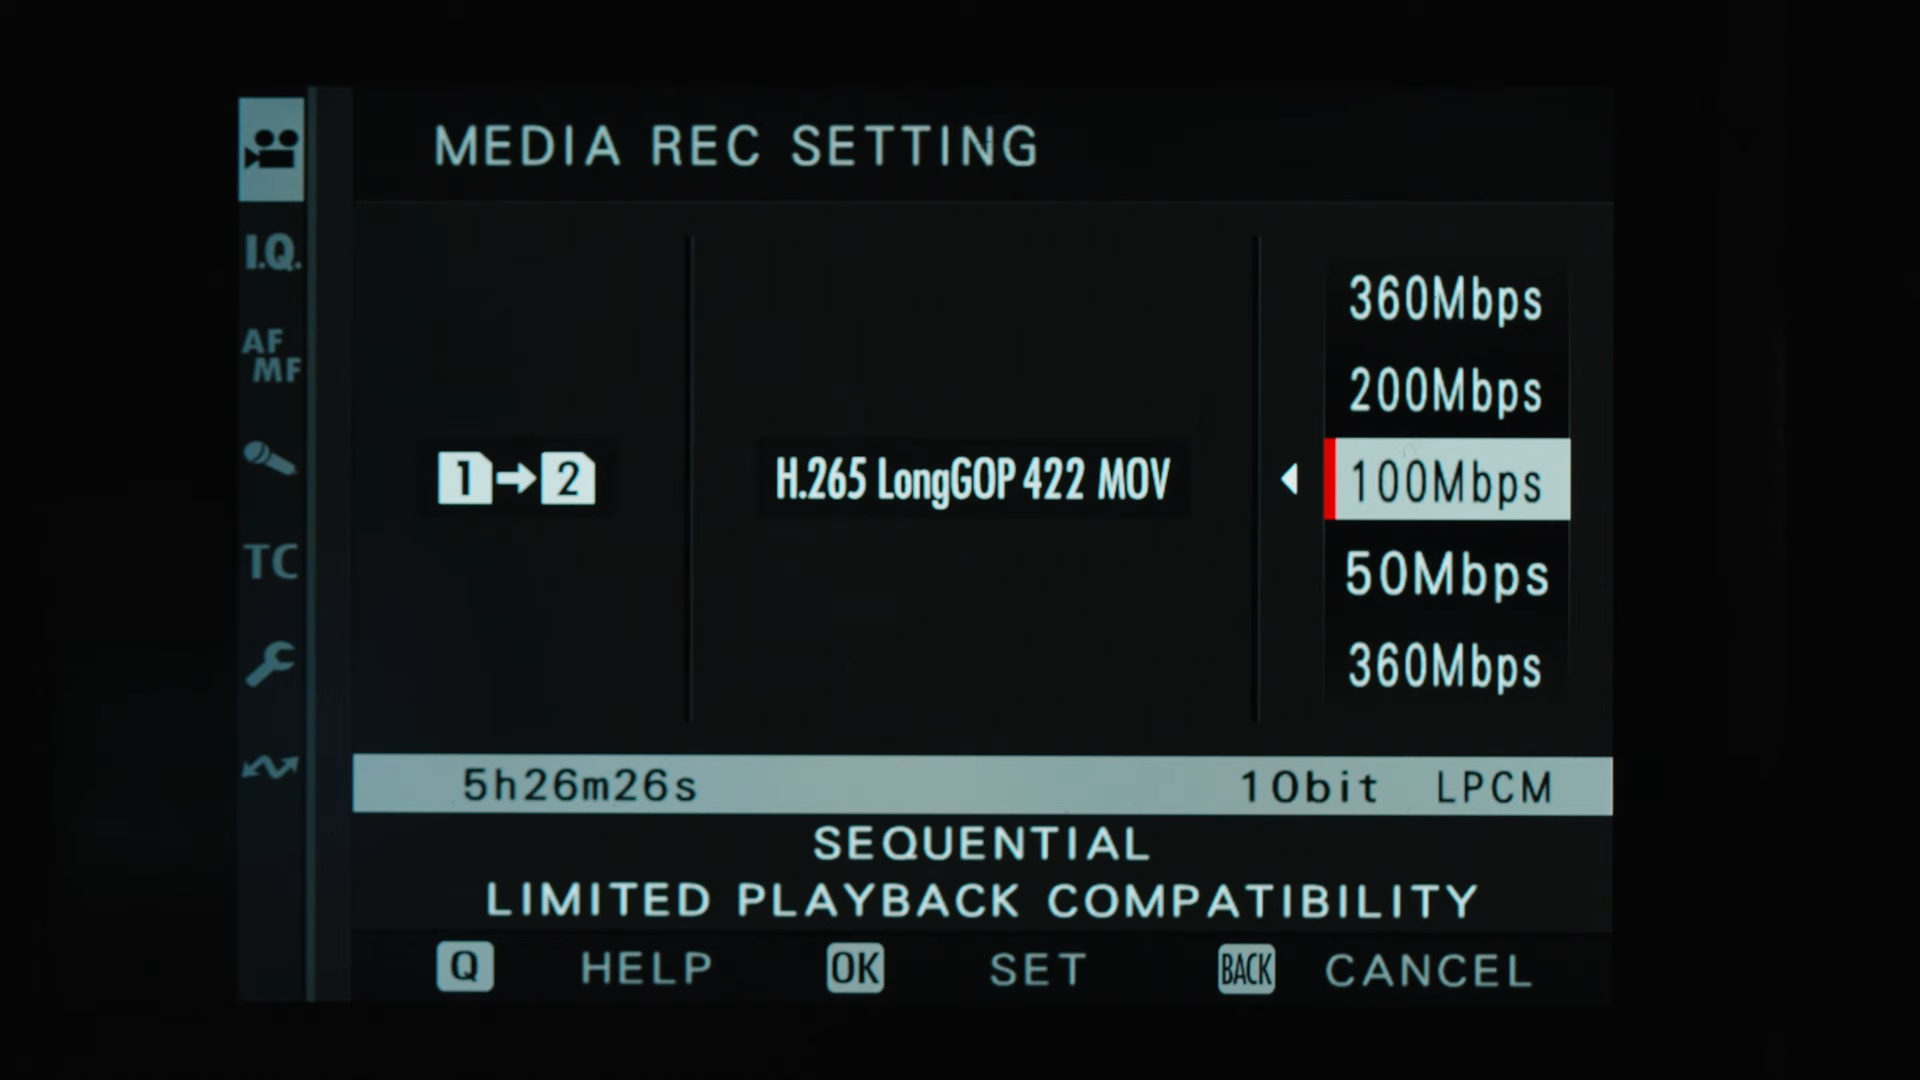 MEDIA REC SETTING
I.Q.
AF
MF
TC
1 2
H.265 LongGOP 422 MOV
360Mbps
200Mbps
100Mbps
50Mbps
360Mbps
5h26m26s 10bit LPCM
SEQUENTIAL
LIMITED PLAYBACK COMPATIBILITY
Q HELP OK SET BACK CANCEL